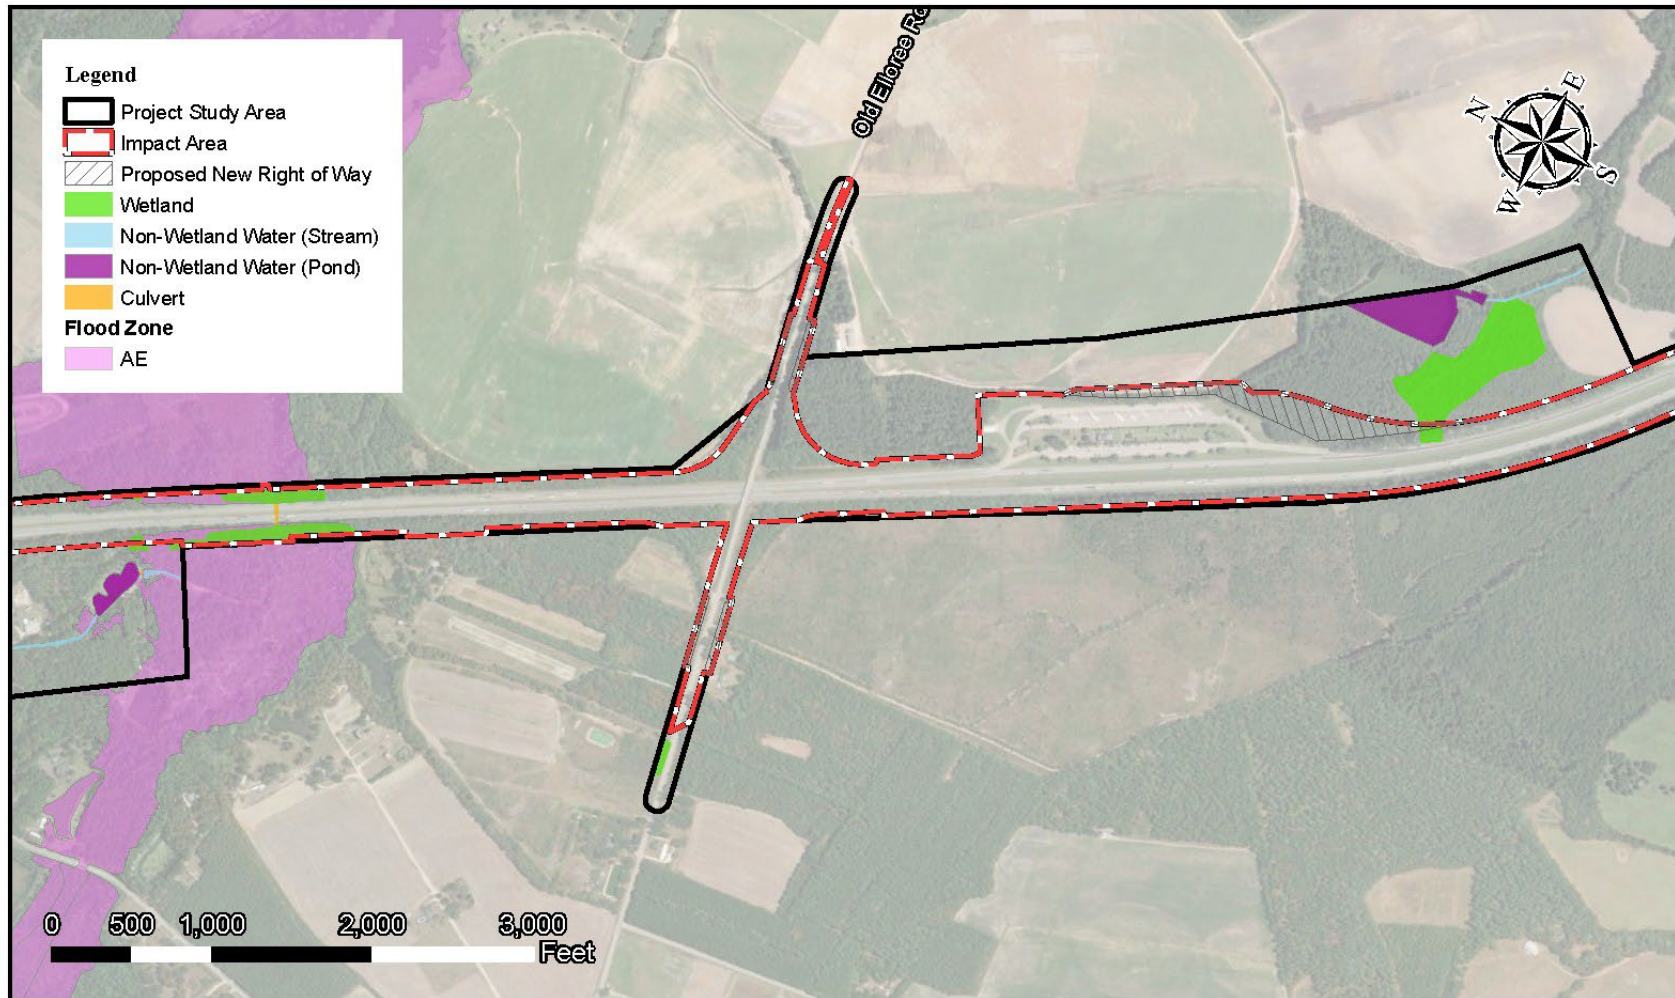 Legend
Project Study Area
Impact Area
Proposed New Right of Way
Wetland
Non-Wetland Water (Stream)
Non-Wetland Water (Pond)
Culvert
Flood Zone
AE
Old Elloree Ro
N
E
W
S
0 500 1,000 2,000 3,000
Feet